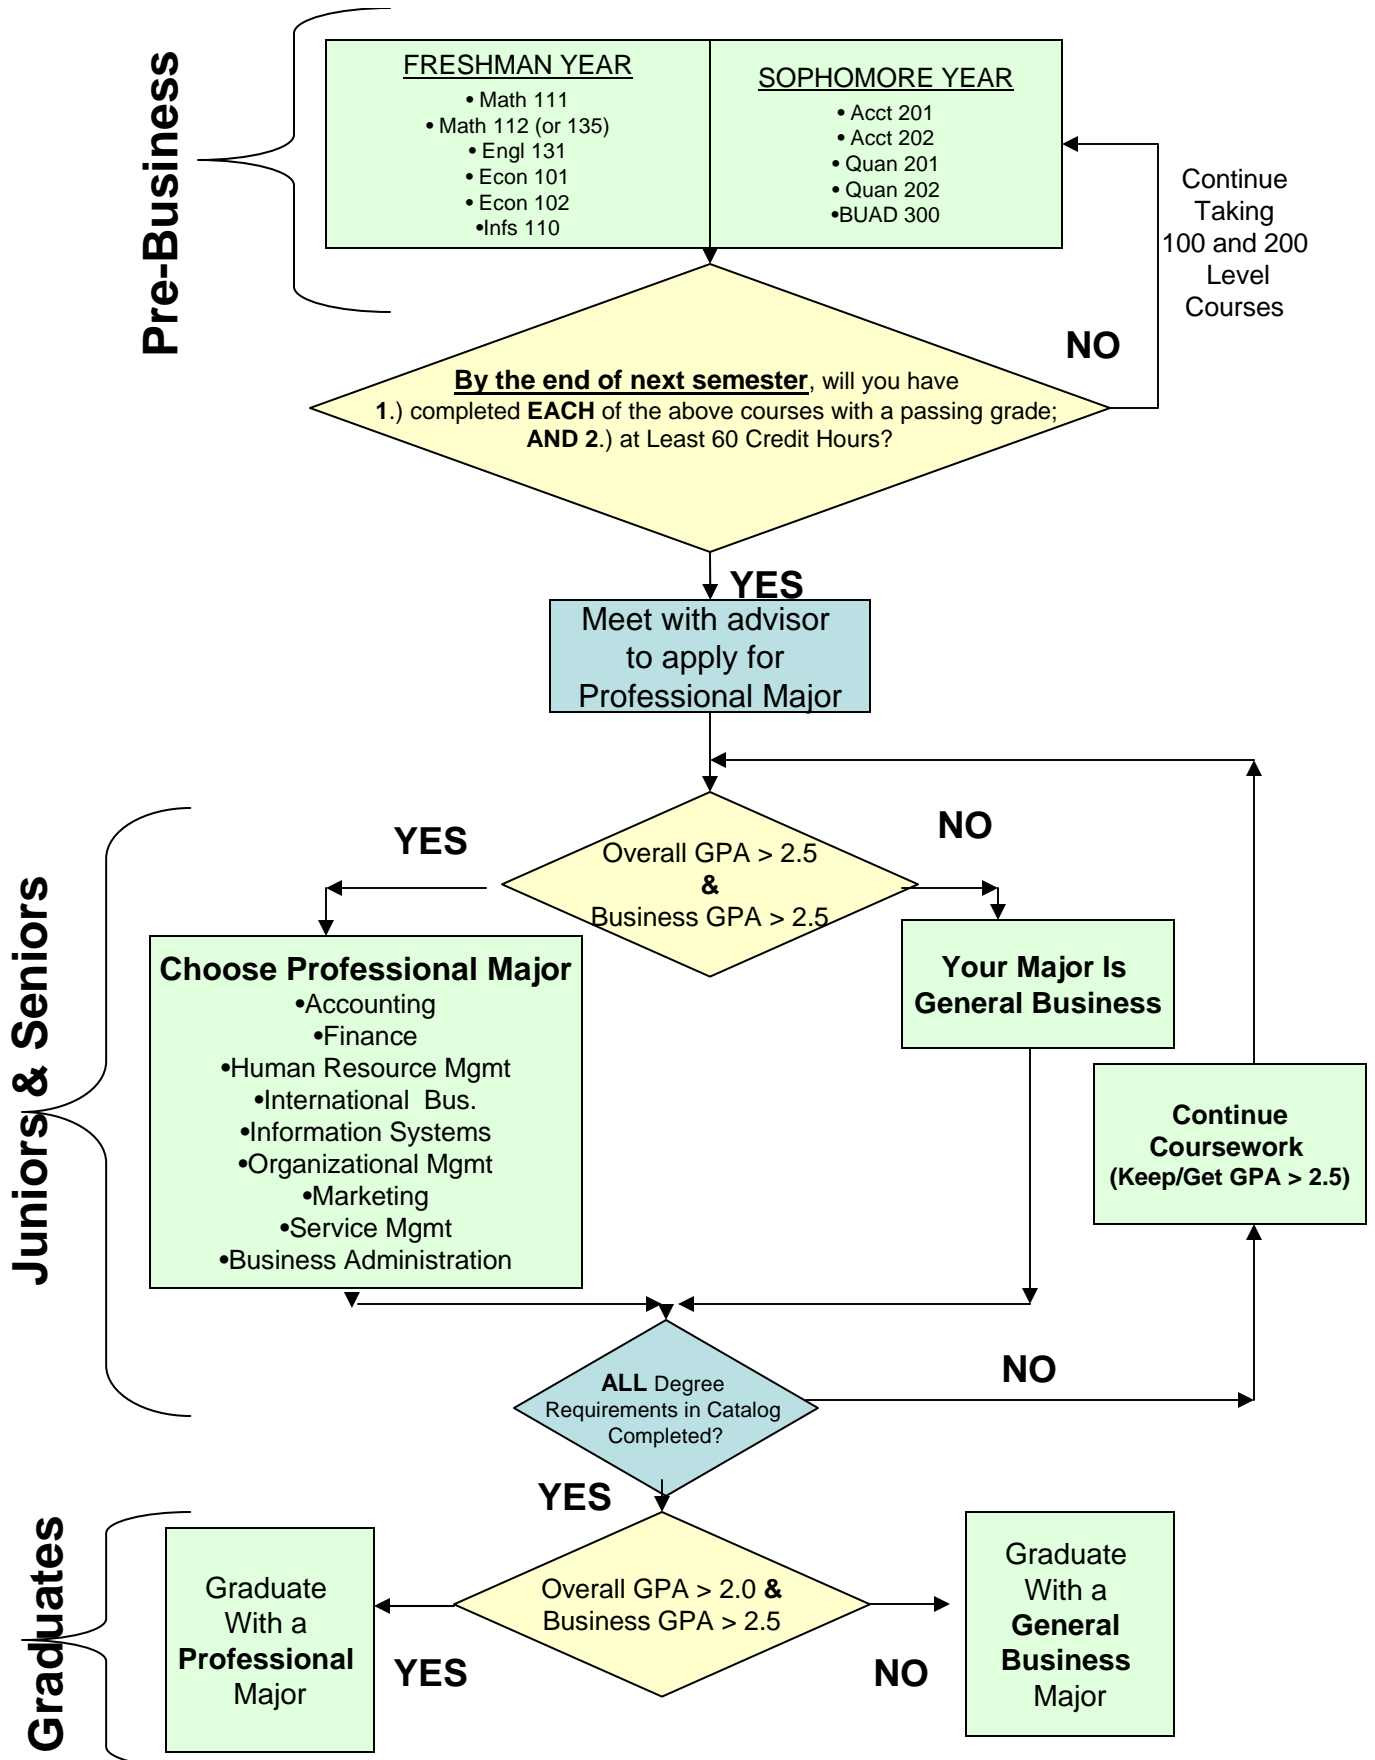 Pre-Business
FRESHMAN YEAR
• Math 111
• Math 112 (or 135)
• Engl 131
• Econ 101
• Econ 102
•Infs 110
SOPHOMORE YEAR
• Acct 201
• Acct 202
• Quan 201
• Quan 202
•BUAD 300
Continue
Taking
100 and 200
Level
Courses
NO
By the end of next semester, will you have
1.) completed EACH of the above courses with a passing grade;
AND 2.) at Least 60 Credit Hours?
YES
Meet with advisor
to apply for
Professional Major
Juniors & Seniors
YES
Overall GPA > 2.5
&
Business GPA > 2.5
NO
Choose Professional Major
•Accounting
•Finance
•Human Resource Mgmt
•International  Bus.
•Information Systems
•Organizational Mgmt
•Marketing
•Service Mgmt
•Business Administration
Your Major Is
General Business
Continue
Coursework
(Keep/Get GPA > 2.5)
ALL Degree
Requirements in Catalog
Completed?
NO
YES
Graduates
Graduate
With a
Professional
Major
YES
Overall GPA > 2.0 &
Business GPA > 2.5
NO
Graduate
With a
General
Business
Major